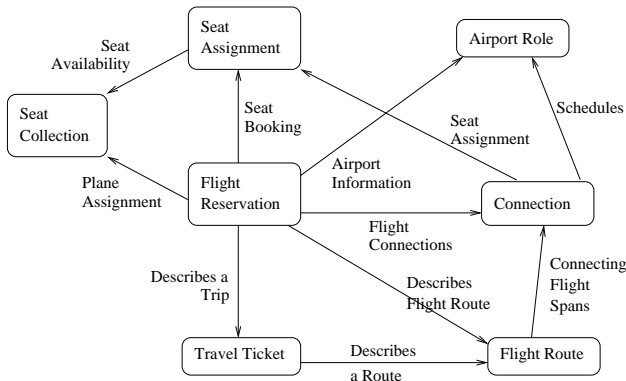 Seat
Availability
Seat
Assignment
Airport Role
Seat
Collection
Seat
Booking
Seat
Assignment
Schedules
Plane
Assignment
Flight
Reservation
Airport
Information
Connection
Flight
Connections
Describes a
Trip
Describes
Flight Route
Connecting
Flight
Spans
Travel Ticket
Describes
a Route
Flight Route